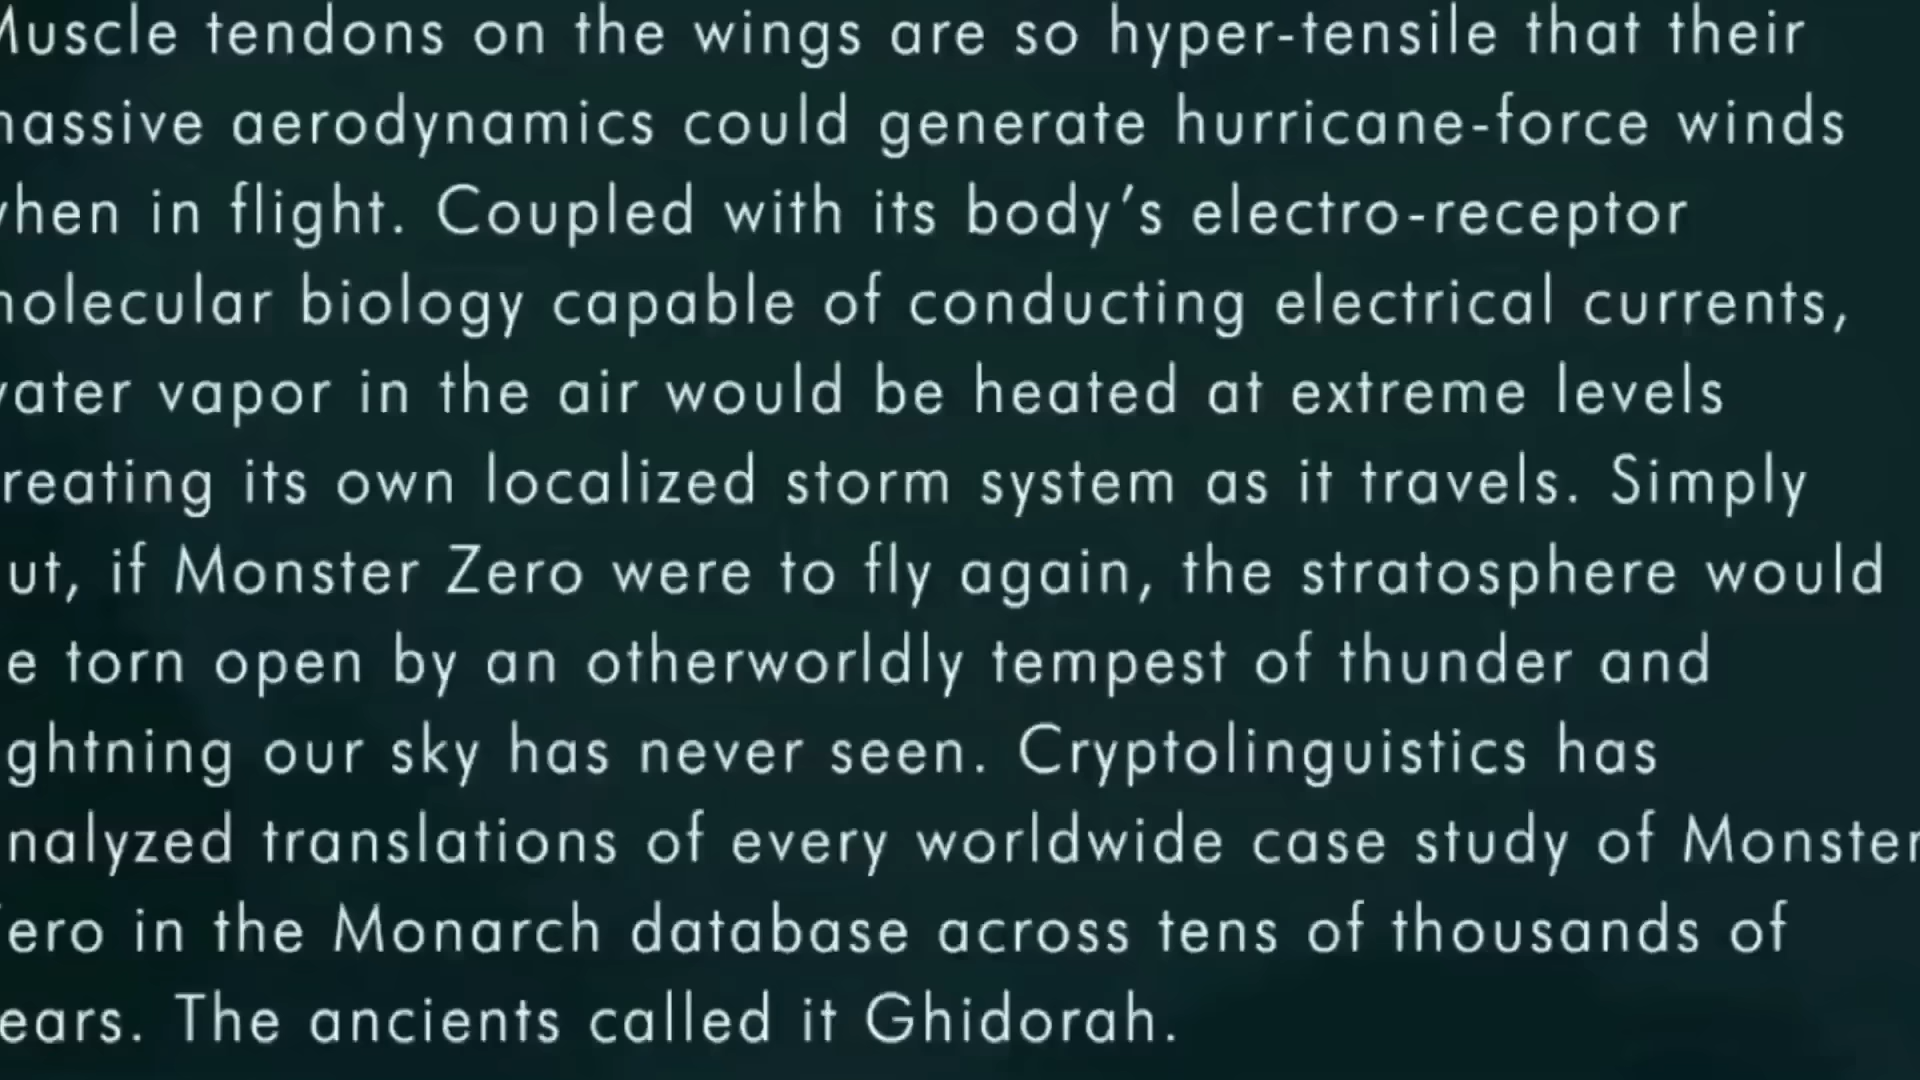 Muscle tendons on the wings are so hyper-tensile that their
massive aerodynamics could generate hurricane-force winds
when in flight. Coupled with its body's electro-receptor
molecular biology capable of conducting electrical currents,
water vapor in the air would be heated at extreme levels
reating its own localized storm system as it travels. Simply
ut, if Monster Zero were to fly again, the stratosphere would
e torn open by an otherworldly tempest of thunder and
ghtning our sky has never seen. Cryptolinguistics has
nalyzed translations of every worldwide case study of Monster
ero in the Monarch database across tens of thousands of
ears. The ancients called it Ghidorah.